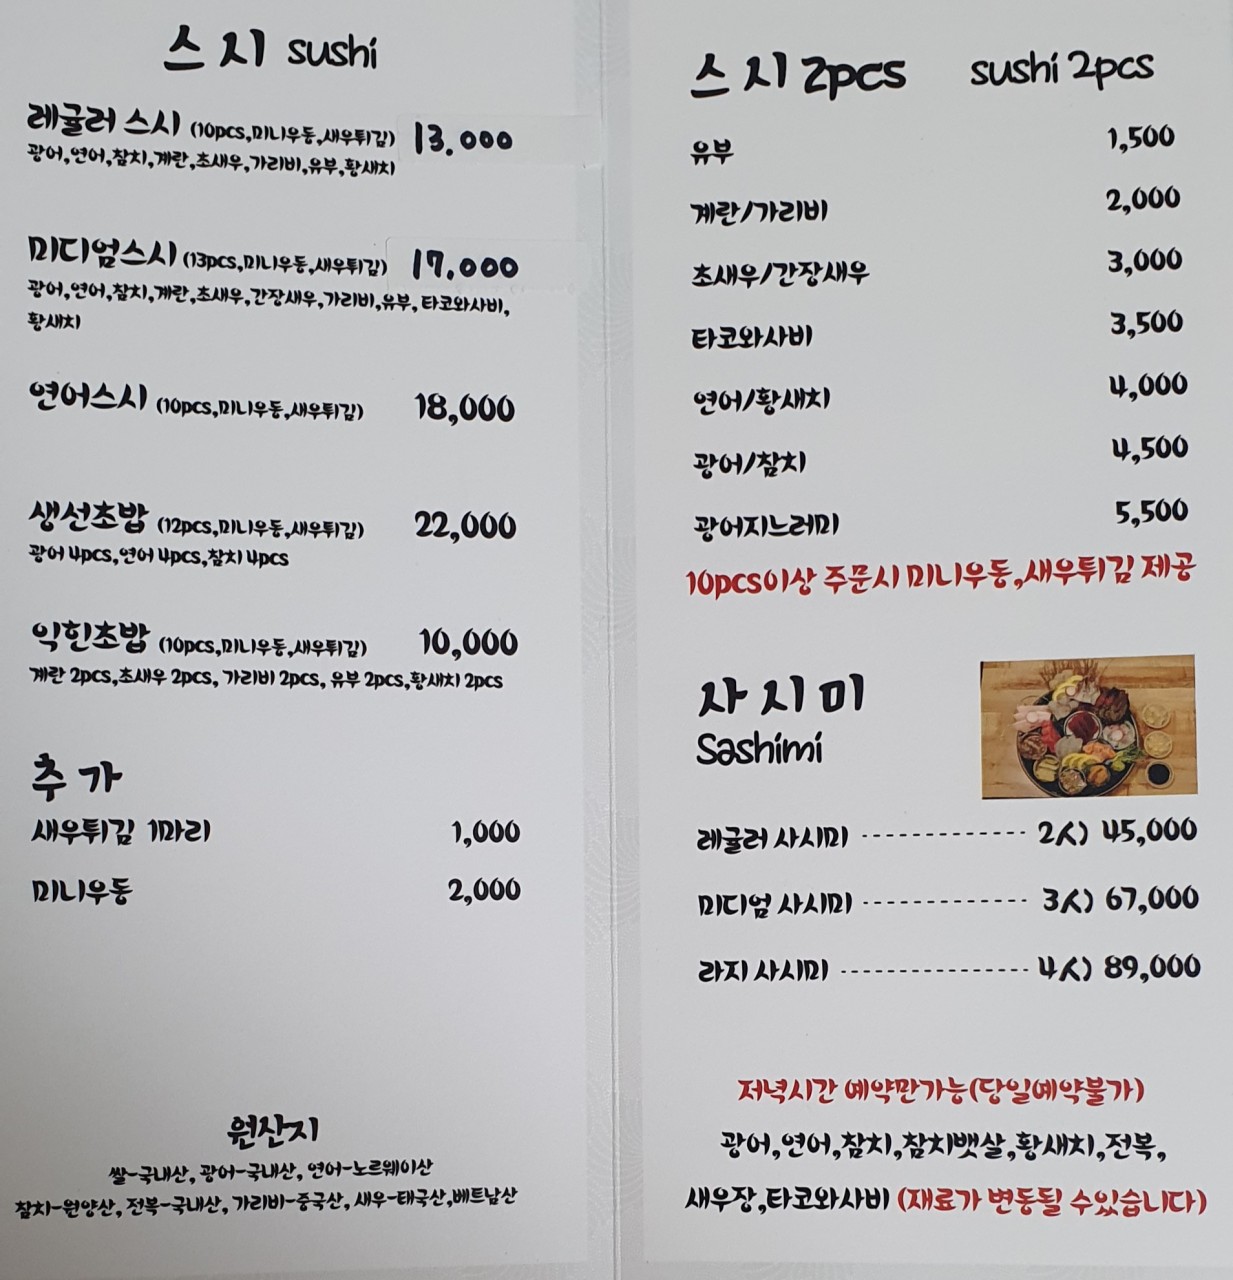 스시 sushi
레귤러 스시 (10pcs,미니우동,새우튀김) 13.000
광어,연어,참치,계란,초새우,가리비,유부,황새치
미디엄스시 (13pcs,미니우동,새우튀김) 17.000
광어,연어,참치,계란,초새우,간장새우,가리비,유부, 타코와사비,
황새치
연어스시 (10pcs,미니우동,새우튀김) 18,000
생선초밥 (12pcs,미니우동,새우튀김) 22,000
광어 4pcs,연어 4pcs,참치 4pcs
익힌초밥 (10pcs,미니우동,새우튀김) 10,000
계란 2pcs,초새우 2pcs, 가리비 2pcs, 유부 2pcs,황새치 2pcs
추가
새우튀김 1마리 1,000
미니우동 2,000
원산지
쌀-국내산, 광어-국내산, 연어-노르웨이산
참치-원양산, 전복-국내산, 가리비-중국산, 새우-태국산,베트남산
스시 2pcs sushi 2pcs
유부 1,500
계란/가리비 2,000
초새우/간장새우 3,000
타코와사비 3,500
연어/황새치 4,000
광어/참치 4,500
광어지느러미 5,500
10pcs이상 주문시 미니우동,새우튀김 제공
사시미
Sashimi
레귤러 사시미 ------------- 2人) 45,000
미디엄 사시미 ------------- 3人) 67,000
라지 사시미 --------------- 4人) 89,000
저녁시간 예약만가능(당일예약불가)
광어,연어,참치,참치뱃살,황새치,전복,
새우장,타코와사비 (재료가 변동될 수있습니다)